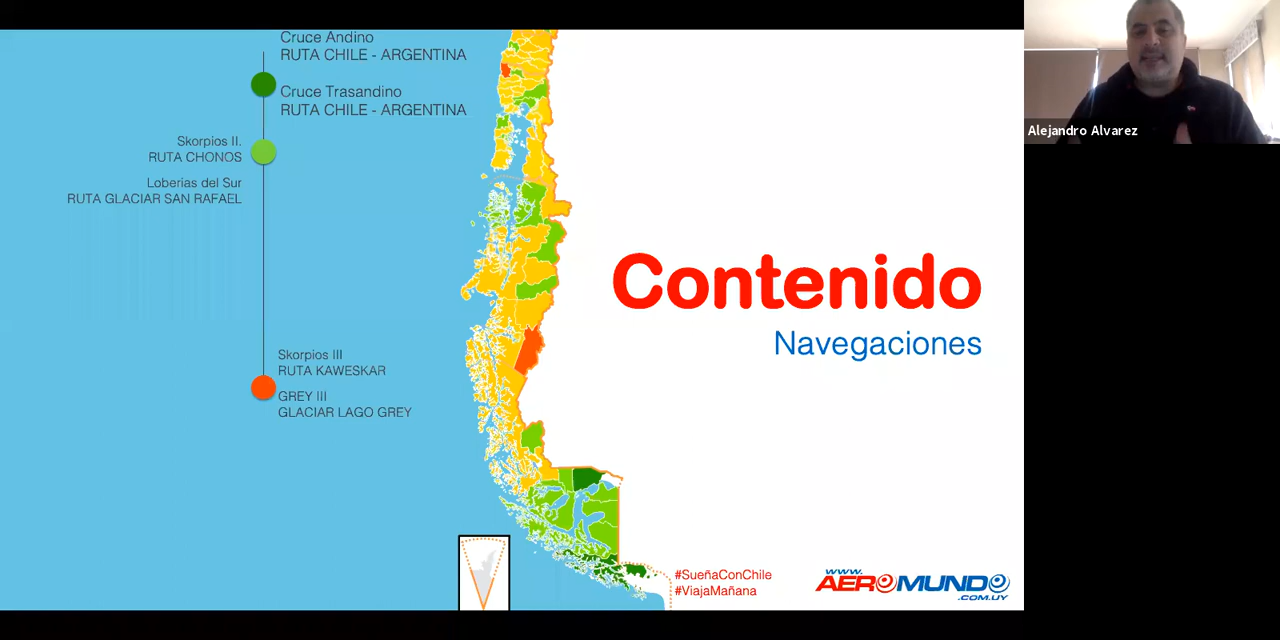 Cruce Andino
RUTA CHILE - ARGENTINA
Cruce Trasandino
RUTA CHILE - ARGENTINA
Skorpios II.
RUTA CHONOS
Loberias del Sur
RUTA GLACIAR SAN RAFAEL
Skorpios III
RUTA KAWESKAR
GREY III
GLACIAR LAGO GREY
Contenido
Navegaciones
#SueñaConChile
#ViajaMañana
WWW.
AEROMUNDO
.COM.UY
Alejandro Alvarez